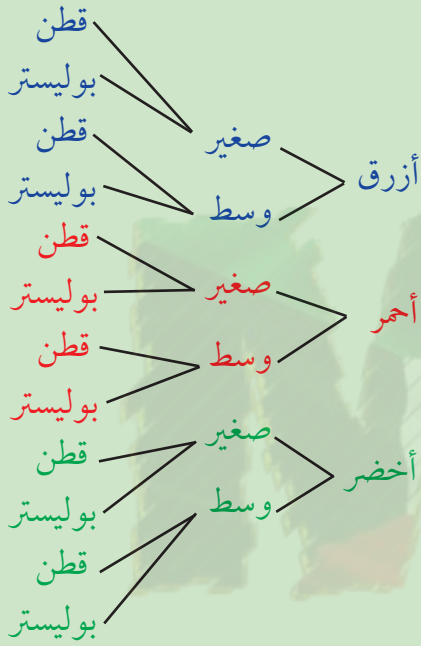 قطن
بوليستر
صغير
قطن
أزرق
بوليستر
وسط
قطن
صغير
بوليستر
أحمر
قطن
وسط
بوليستر
صغير
قطن
أخضر
وسط
بوليستر
قطن
بوليستر